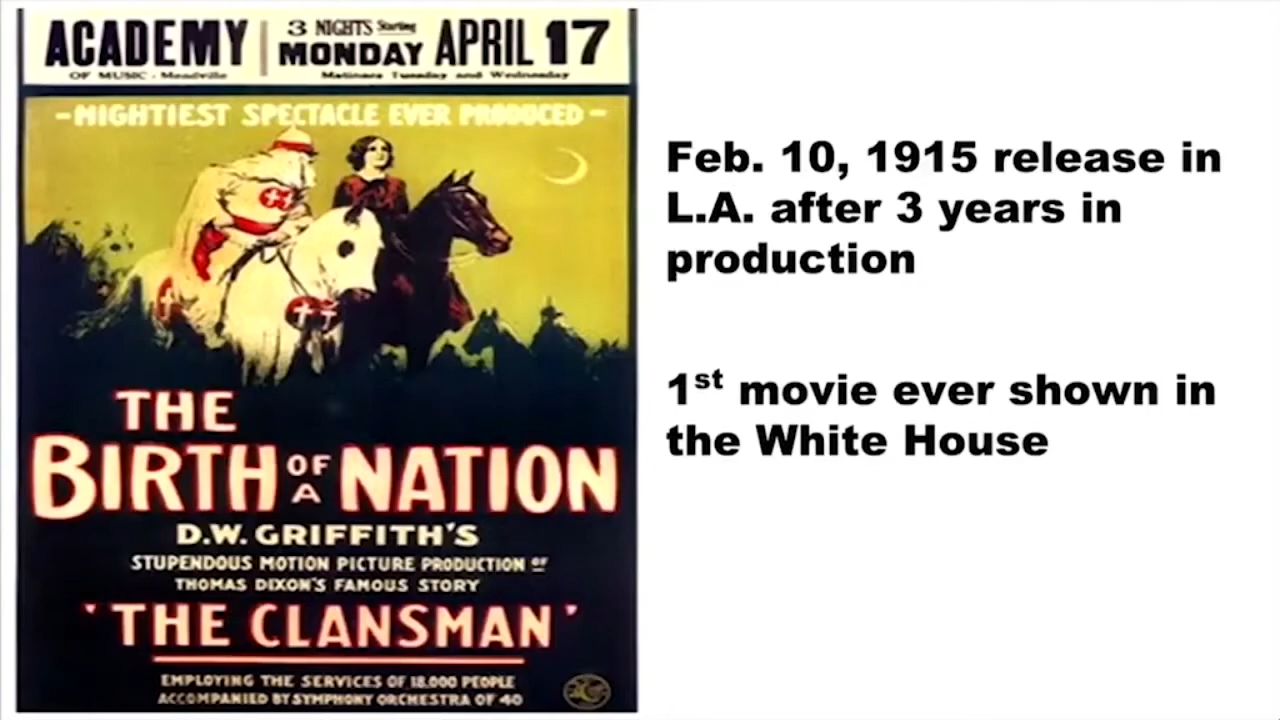 ACADEMY
OF MUSIC - Meadville
3 NIGHTS Starting
MONDAY APRIL 17
Matinees Tuesday and Wednesday
- MIGHTIEST SPECTACLE EVER PRODUCED -
THE
BIRTH OF A NATION
D.W. GRIFFITH'S
STUPENDOUS MOTION PICTURE PRODUCTION OF
THOMAS DIXON'S FAMOUS STORY
'THE CLANSMAN'
EMPLOYING THE SERVICES OF 18,000 PEOPLE
ACCOMPANIED BY SYMPHONY ORCHESTRA OF 40
Feb. 10, 1915 release in
L.A. after 3 years in
production
1st movie ever shown in
the White House